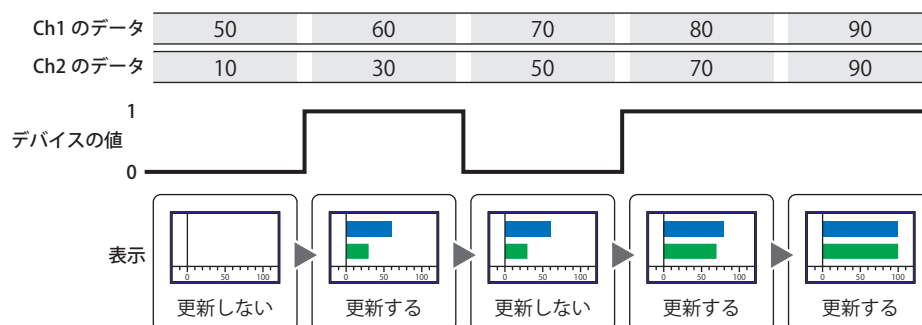 Ch1 のデータ 50 60 70 80 90
Ch2 のデータ 10 30 50 70 90
1
デバイスの値
0
表示
0 50 100 0 50 100 0 50 100 0 50 100 0 50 100
更新しない 更新する 更新しない 更新する 更新する